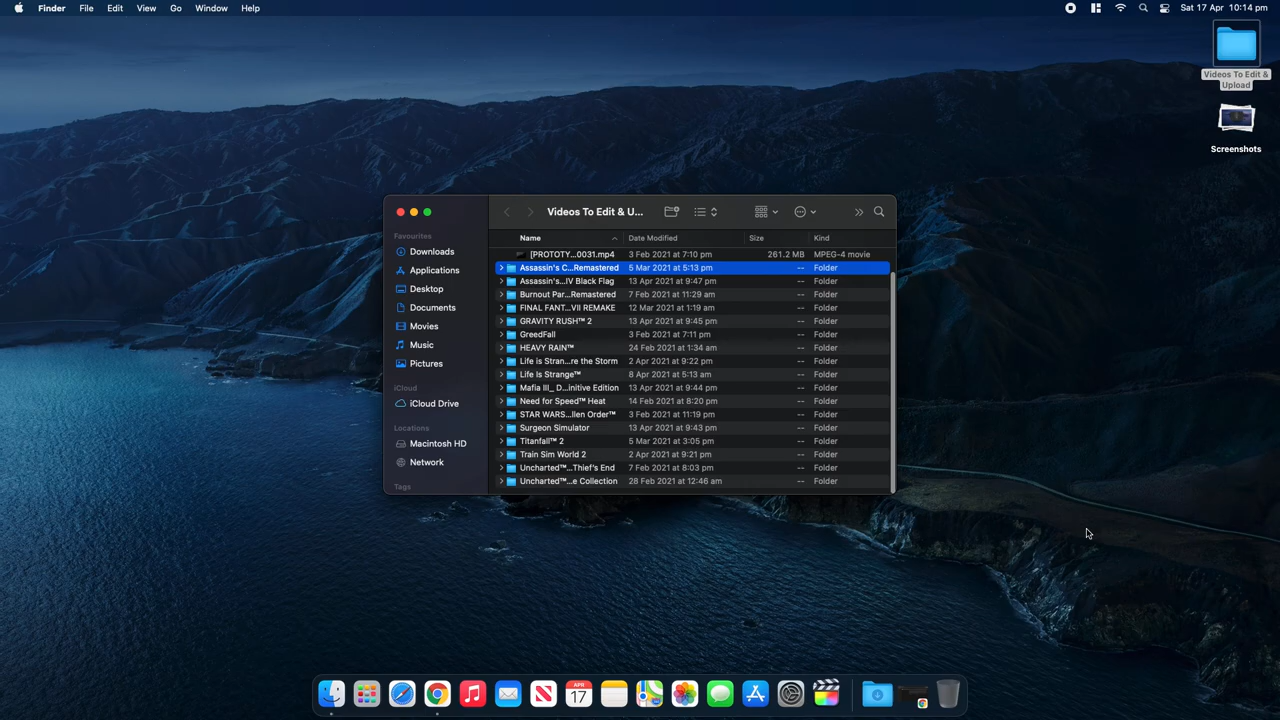 Finder File Edit View Go Window Help Sat 17 Apr 10:14 pm
Videos To Edit &
Upload
Screenshots
Videos To Edit & U...
Favourites
Downloads
Applications
Desktop
Documents
Movies
Music
Pictures
iCloud
iCloud Drive
Locations
Macintosh HD
Network
Tags
Name Date Modified Size Kind
[PROTOTY...0031.mp4 3 Feb 2021 at 7:10 pm 261.2 MB MPEG-4 movie
Assassin's C...Remastered 5 Mar 2021 at 5:13 pm -- Folder
Assassin's...IV Black Flag 13 Apr 2021 at 9:47 pm -- Folder
Burnout Par...Remastered 7 Feb 2021 at 11:29 am -- Folder
FINAL FANT...VII REMAKE 12 Mar 2021 at 1:19 am -- Folder
GRAVITY RUSH™ 2 13 Apr 2021 at 9:45 pm -- Folder
GreedFall 3 Feb 2021 at 7:11 pm -- Folder
HEAVY RAIN™ 24 Feb 2021 at 1:34 am -- Folder
Life is Stran...re the Storm 2 Apr 2021 at 9:22 pm -- Folder
Life Is Strange™ 8 Apr 2021 at 5:13 am -- Folder
Mafia III_ D...initive Edition 13 Apr 2021 at 9:44 pm -- Folder
Need for Speed™ Heat 14 Feb 2021 at 8:20 pm -- Folder
STAR WARS...llen Order™ 3 Feb 2021 at 11:19 pm -- Folder
Surgeon Simulator 13 Apr 2021 at 9:43 pm -- Folder
Titanfall™ 2 5 Mar 2021 at 3:05 pm -- Folder
Train Sim World 2 2 Apr 2021 at 9:21 pm -- Folder
Uncharted™...Thief's End 7 Feb 2021 at 8:03 pm -- Folder
Uncharted™...e Collection 28 Feb 2021 at 12:46 am -- Folder
APR
17